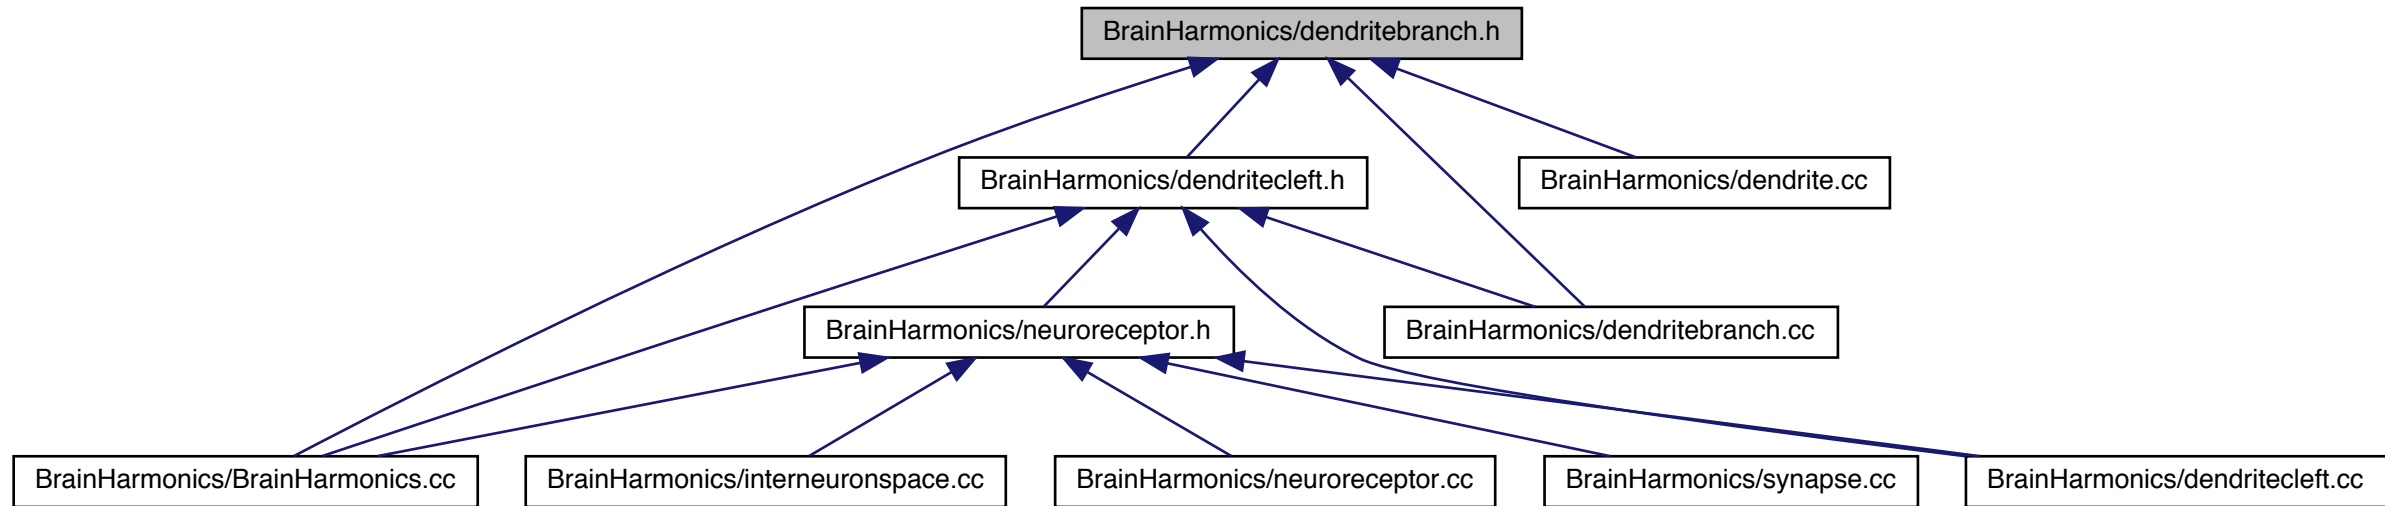 BrainHarmonics/dendritebranch.h
BrainHarmonics/dendritecleft.h
BrainHarmonics/dendrite.cc
BrainHarmonics/neuroreceptor.h
BrainHarmonics/dendritebranch.cc
BrainHarmonics/BrainHarmonics.cc
BrainHarmonics/interneuronspace.cc
BrainHarmonics/neuroreceptor.cc
BrainHarmonics/synapse.cc
BrainHarmonics/dendritecleft.cc